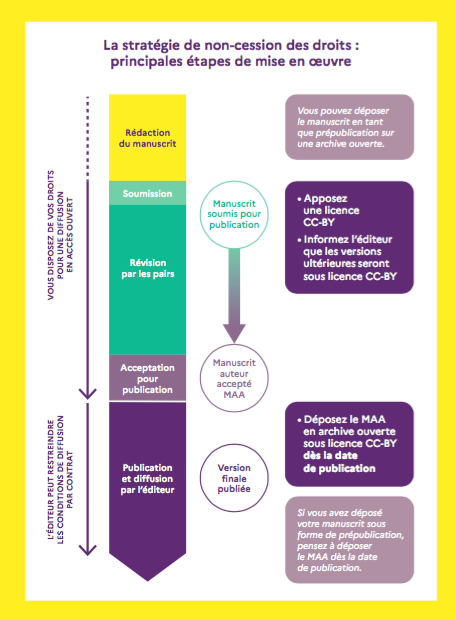 La stratégie de non-cession des droits :
principales étapes de mise en œuvre
Rédaction
du manuscrit
Vous pouvez déposer
le manuscrit en tant
que prépublication sur
une archive ouverte.
VOUS DISPOSEZ DE VOS DROITS
POUR UNE DIFFUSION
EN ACCÈS OUVERT
Soumission
Manuscrit
soumis pour
publication
• Apposez
une licence
CC-BY
• Informez l'éditeur
que les versions
ultérieures seront
sous licence CC-BY
Révision
par les pairs
Acceptation
pour
publication
Manuscrit
auteur
accepté
MAA
L'ÉDITEUR PEUT RESTREINDRE
LES CONDITIONS DE DIFFUSION
PAR CONTRAT
Publication
et diffusion
par l'éditeur
Version
finale
publiée
• Déposez le MAA
en archive ouverte
sous licence CC-BY
dès la date
de publication
Si vous avez déposé
votre manuscrit sous
forme de prépublication,
pensez à déposer
le MAA dès la date
de publication.